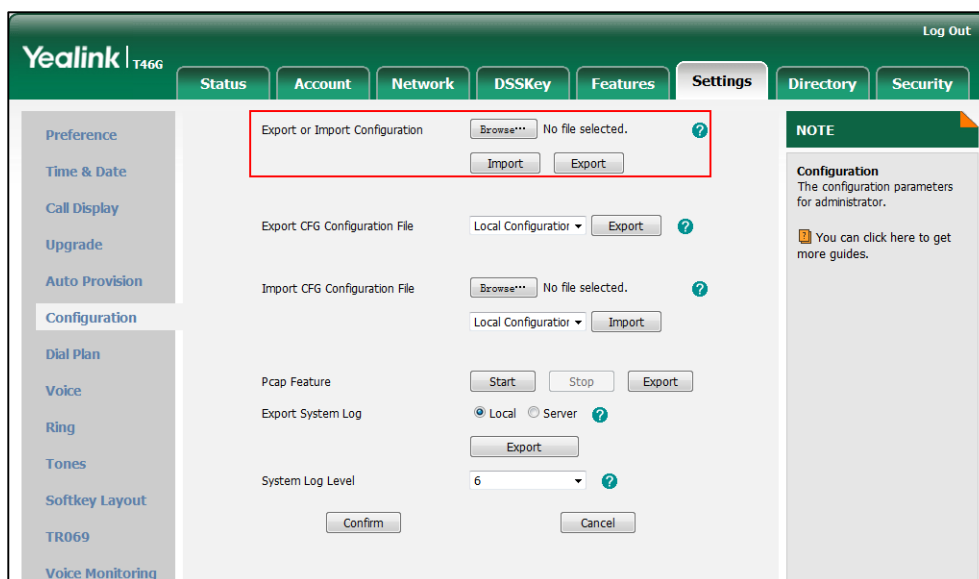 Log Out
Yealink T46G
Status Account Network DSSKey Features Settings Directory Security
Preference
Time & Date
Call Display
Upgrade
Auto Provision
Configuration
Dial Plan
Voice
Ring
Tones
Softkey Layout
TR069
Voice Monitoring
Export or Import Configuration Browse... No file selected. ?
Import Export
Export CFG Configuration File Local Configuration Export ?
Import CFG Configuration File Browse... No file selected. ?
Local Configuration Import
Pcap Feature Start Stop Export
Export System Log Local Server ?
Export
System Log Level 6 ?
Confirm Cancel
NOTE
Configuration
The configuration parameters
for administrator.
? You can click here to get
more guides.